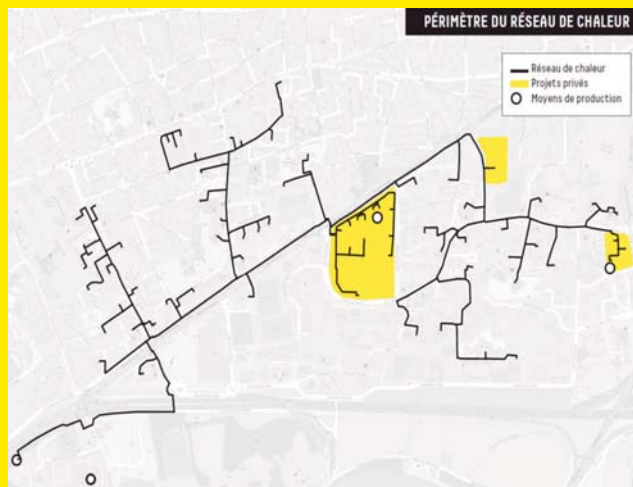 PÉRIMÈTRE DU RÉSEAU DE CHALEUR
Réseau de chaleur
Projets privés
Moyens de production